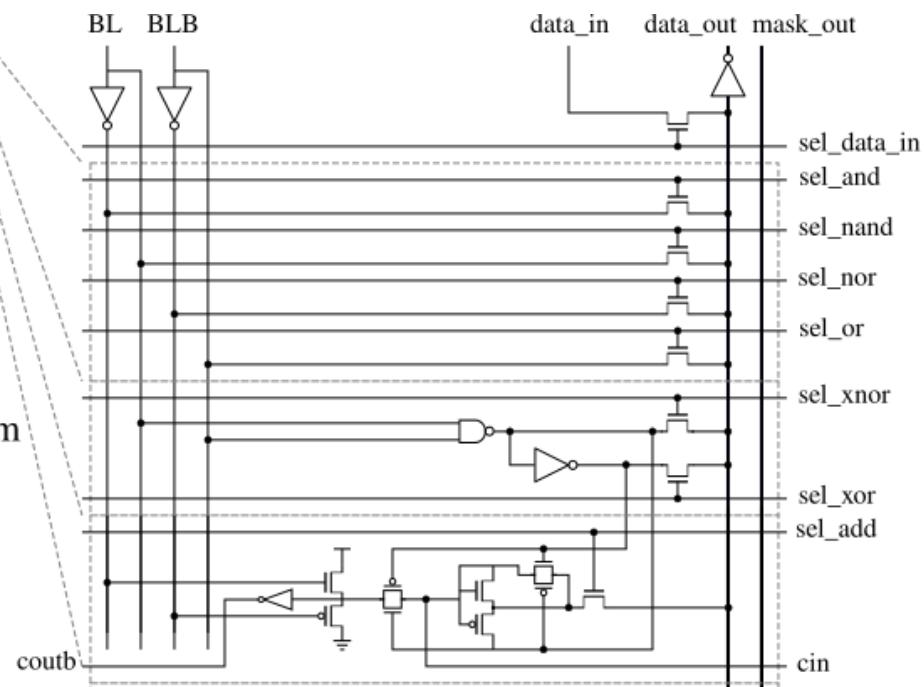 BL BLB data_in data_out mask_out
sel_data_in
sel_and
sel_nand
sel_nor
sel_or
sel_xnor
m
sel_xor
sel_add
coutb cin